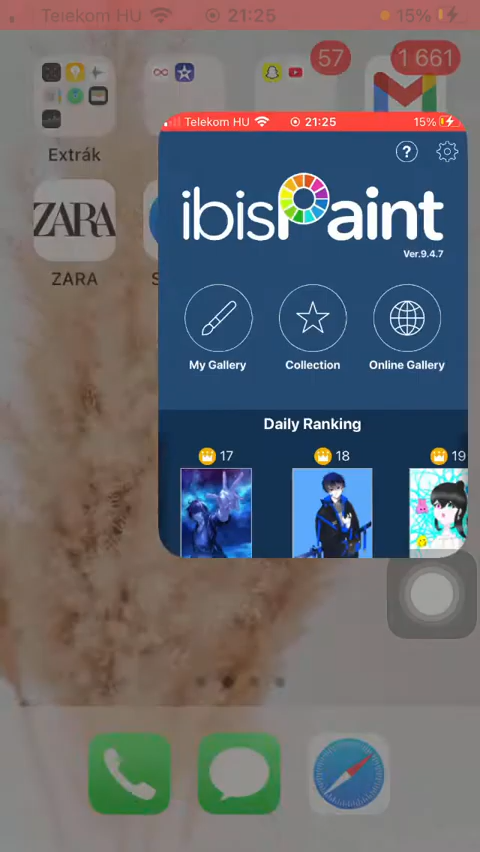 Telekom HU 21:25 15%
57
1 661
Extrák
ZARA
ZARA
S
Telekom HU 21:25 15%
?
ibisPaint
Ver.9.4.7
My Gallery Collection Online Gallery
Daily Ranking
17 18 19